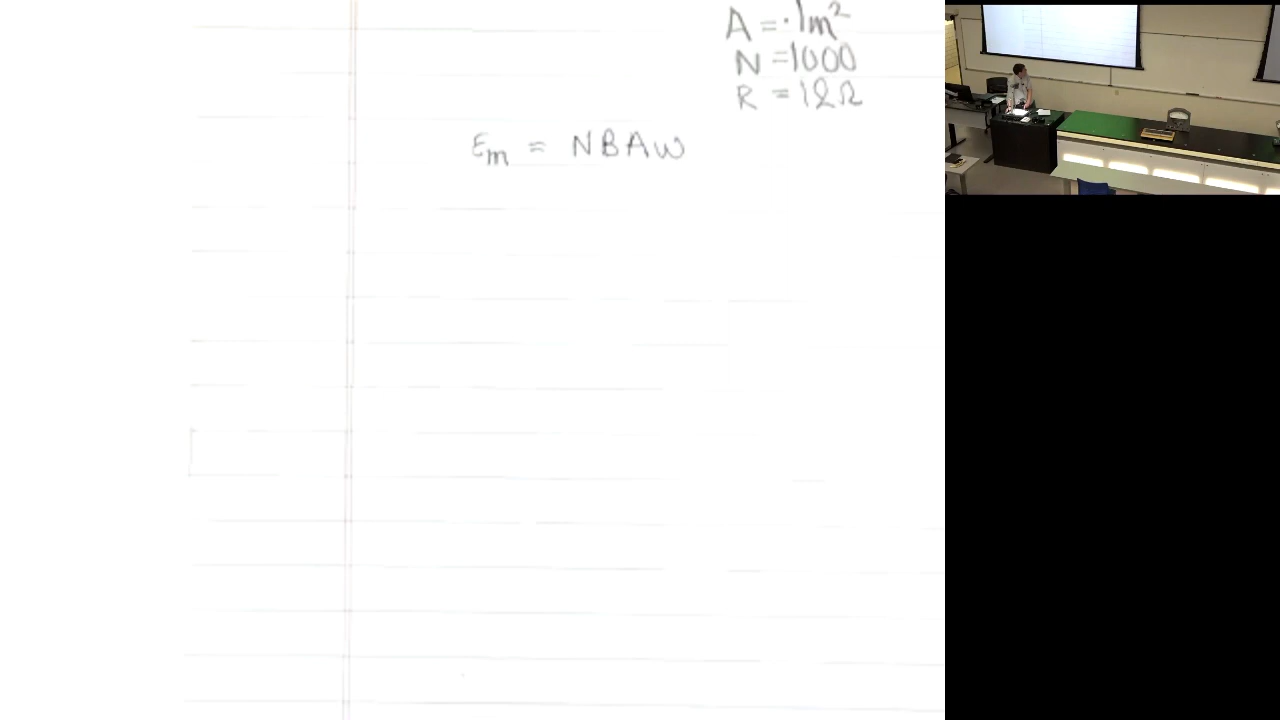 A = .1m²
N = 1000
R = 12Ω
Em = NBAω